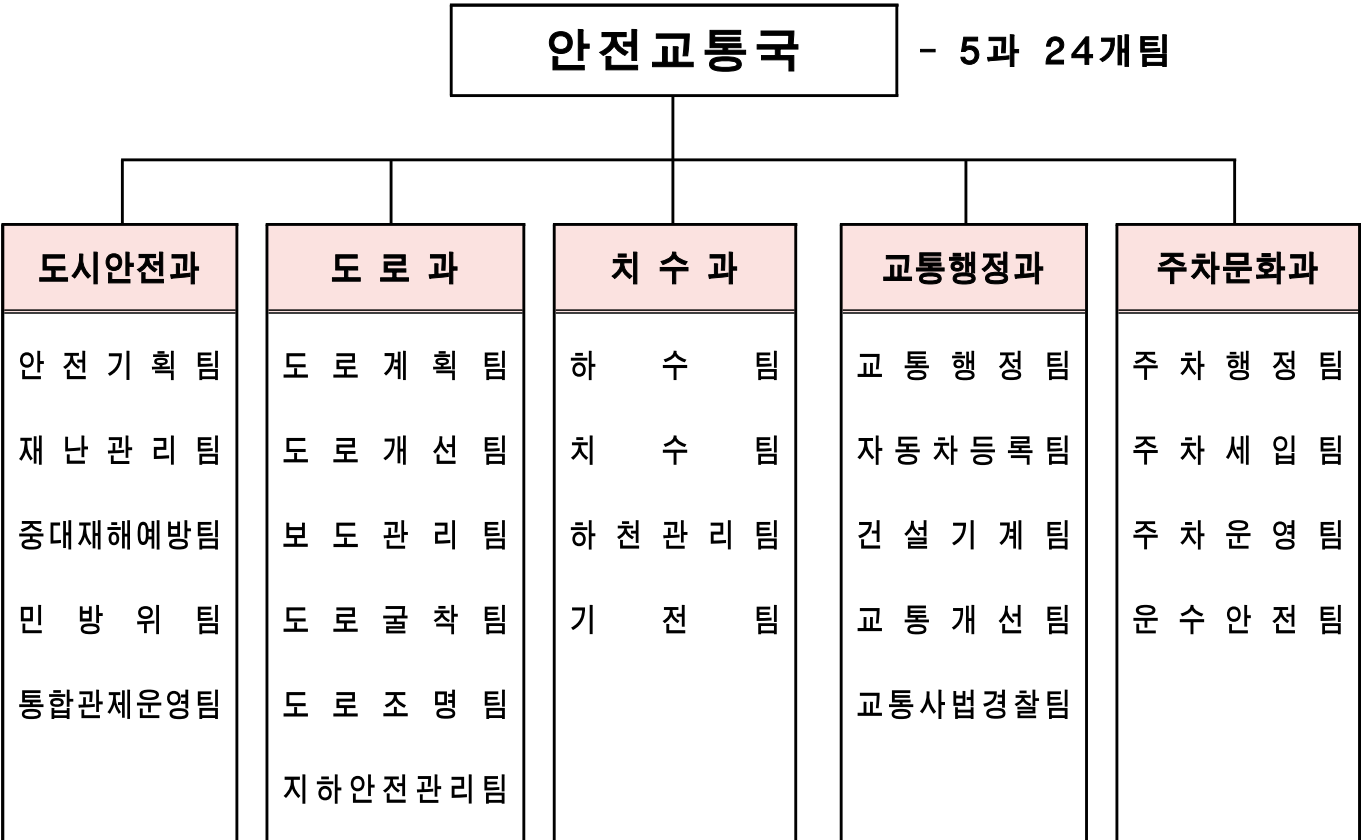 안전교통국
- 5과 24개팀
도시안전과
안전기획팀
재난관리팀
중대재해예방팀
민방위팀
통합관제운영팀
도로과
도로계획팀
도로개선팀
보도관리팀
도로굴착팀
도로조명팀
지하안전관리팀
치수과
하수팀
치수팀
하천관리팀
기전팀
교통행정과
교통행정팀
자동차등록팀
건설기계팀
교통개선팀
교통사법경찰팀
주차문화과
주차행정팀
주차세입팀
주차운영팀
운수안전팀